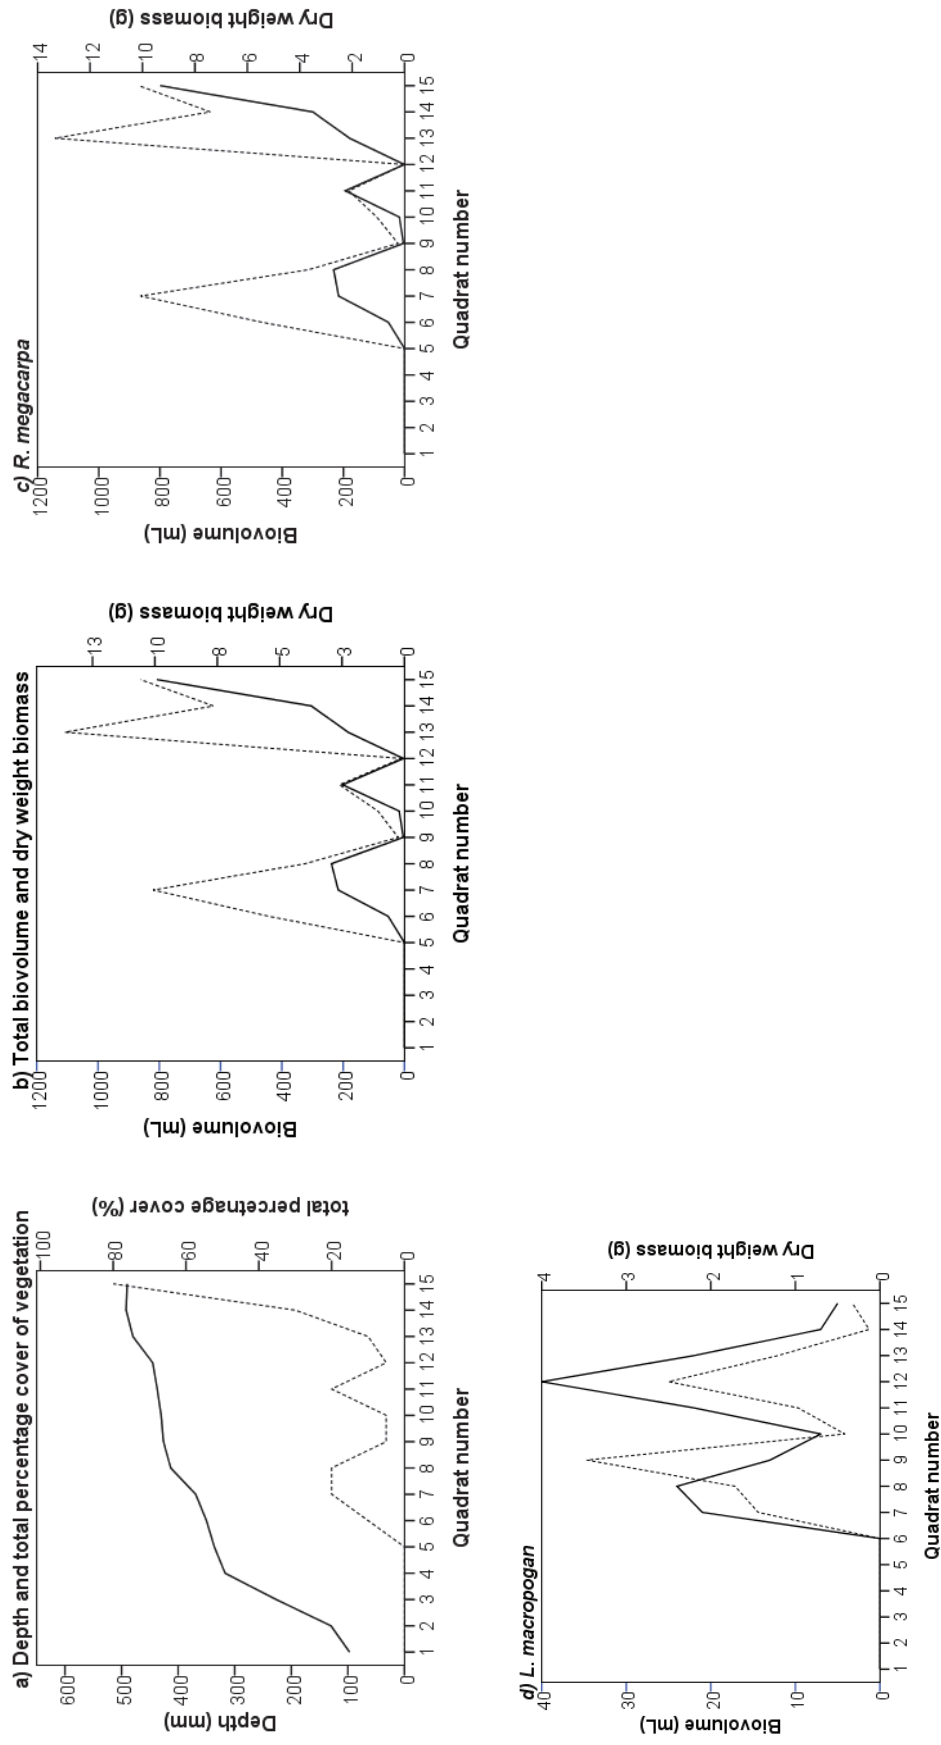 a) Depth and total percentage cover of vegetation
600
500
400
300
200
100
0
Depth (mm)
100
80
60
40
20
0
total percetnage cover (%)
1 2 3 4 5 6 7 8 9 10 11 12 13 14 15
Quadrat number
b) Total biovolume and dry weight biomass
1200
1000
800
600
400
200
0
Biovolume (mL)
13
10
8
5
3
0
Dry weight biomass
(g)
1 2 3 4 5 6 7 8 9 10 11 12 13 14 15
Quadrat number
c) R. megacarpa
1200
1000
800
600
400
200
0
Biovolume (mL)
14
12
10
8
6
4
2
0
Dry weight biomass
(g)
1 2 3 4 5 6 7 8 9 10 11 12 13 14 15
Quadrat number
d) L. macropogan
40
30
20
10
0
Biovolume (mL)
4
3
2
1
0
Dry weight biomass
(g)
1 2 3 4 5 6 7 8 9 10 11 12 13 14 15
Quadrat number